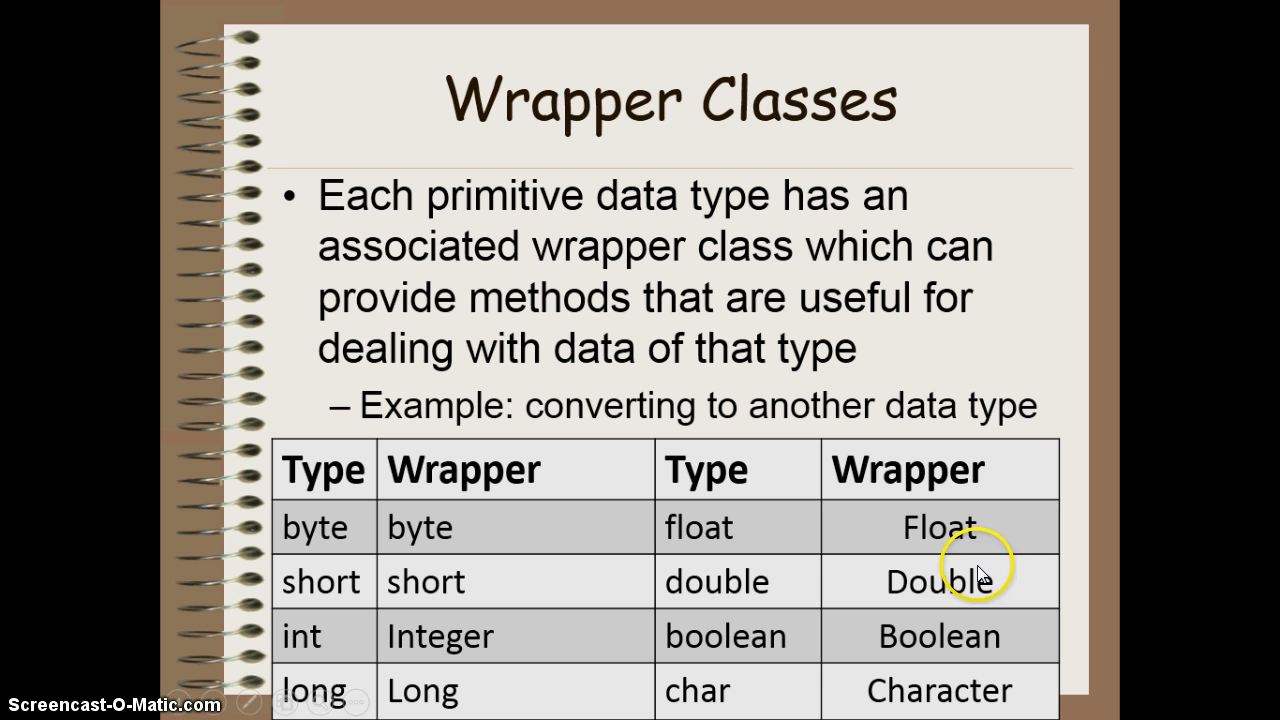 Wrapper Classes
• Each primitive data type has an
associated wrapper class which can
provide methods that are useful for
dealing with data of that type
– Example: converting to another data type
Type Wrapper Type Wrapper
byte byte float Float
short short double Double
int Integer boolean Boolean
long Long char Character
Screencast-O-Matic.com